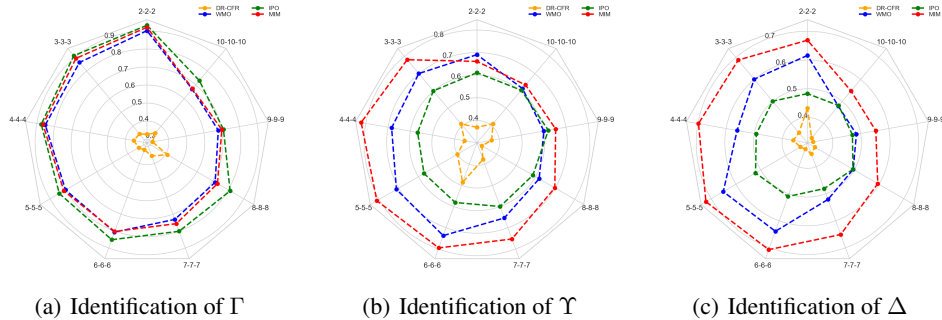 DR-CFR
WMO
IPO
MIM
2-2-2
3-3-3
10-10-10
4-4-4
9-9-9
5-5-5
8-8-8
6-6-6
7-7-7
0.9
0.8
0.7
0.6
0.5
0.4
(a) Identification of Γ
DR-CFR
WMO
IPO
MIM
2-2-2
3-3-3
10-10-10
4-4-4
9-9-9
5-5-5
8-8-8
6-6-6
7-7-7
0.8
0.7
0.6
0.5
0.4
(b) Identification of ϒ
DR-CFR
WMO
IPO
MIM
2-2-2
3-3-3
10-10-10
4-4-4
9-9-9
5-5-5
8-8-8
6-6-6
7-7-7
0.7
0.6
0.5
0.4
(c) Identification of Δ